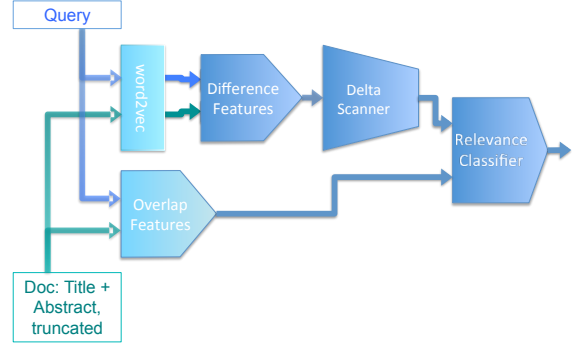 Query
word2vec
Difference
Features
Delta
Scanner
Relevance
Classifier
Overlap
Features
Doc: Title +
Abstract,
truncated